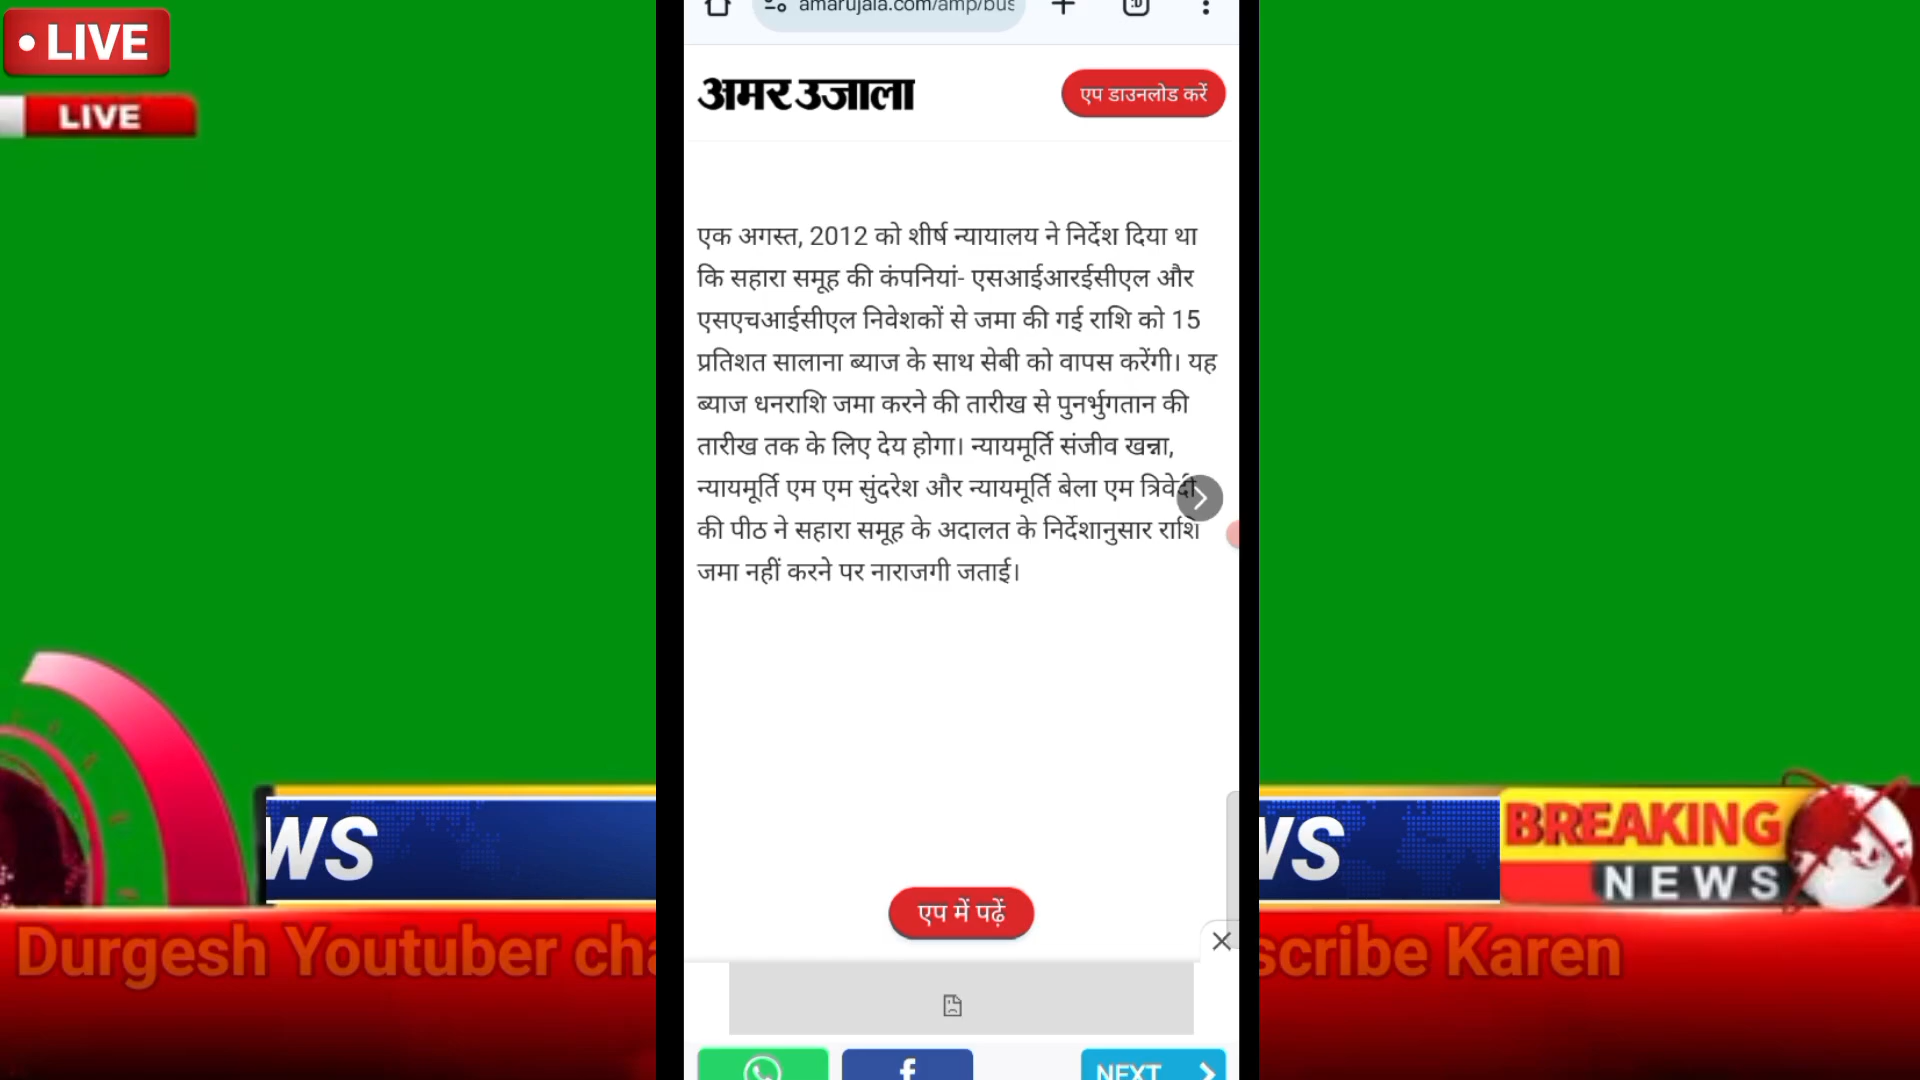 LIVE
LIVE
amarujala.com/amp/bus
अमर उजाला
एप डाउनलोड करें
एक अगस्त, 2012 को शीर्ष न्यायालय ने निर्देश दिया था
कि सहारा समूह की कंपनियां- एसआईआरईसीएल और
एसएचआईसीएल निवेशकों से जमा की गई राशि को 15
प्रतिशत सालाना ब्याज के साथ सेबी को वापस करेंगी। यह
ब्याज धनराशि जमा करने की तारीख से पुनर्भुगतान की
तारीख तक के लिए देय होगा। न्यायमूर्ति संजीव खन्ना,
न्यायमूर्ति एम एम सुंदरेश और न्यायमूर्ति बेला एम त्रिवेदी
की पीठ ने सहारा समूह के अदालत के निर्देशानुसार राशि
जमा नहीं करने पर नाराजगी जताई।
WS
WS
BREAKING
NEWS
एप में पढ़ें
Durgesh Youtuber cha
scribe Karen
NEXT